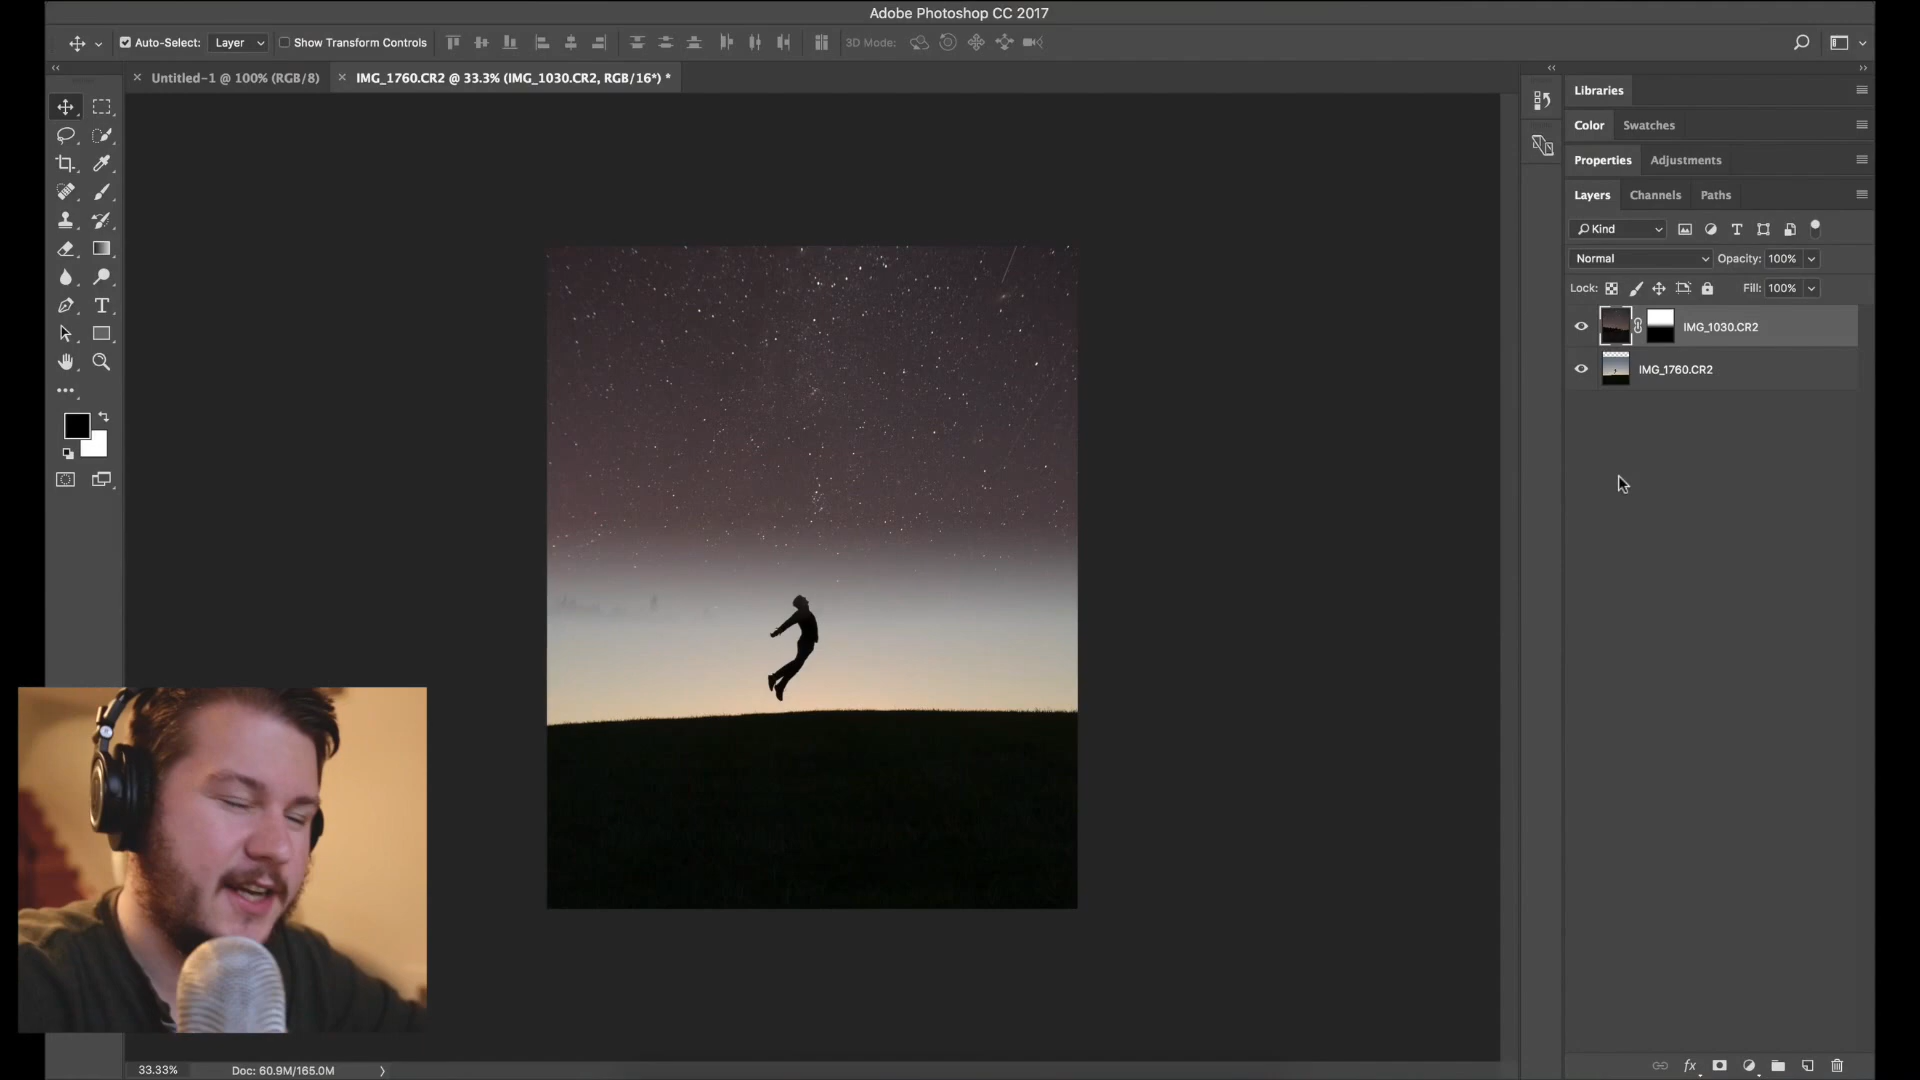 Adobe Photoshop CC 2017
Auto-Select: Layer Show Transform Controls 3D Mode:
Untitled-1 @ 100% (RGB/8) IMG_1760.CR2 @ 33.3% (IMG_1030.CR2, RGB/16*) *
Libraries
Color Swatches
Properties Adjustments
Layers Channels Paths
Kind
Normal Opacity: 100%
Lock: Fill: 100%
IMG_1030.CR2
IMG_1760.CR2
33.33% Doc: 60.9M/165.0M